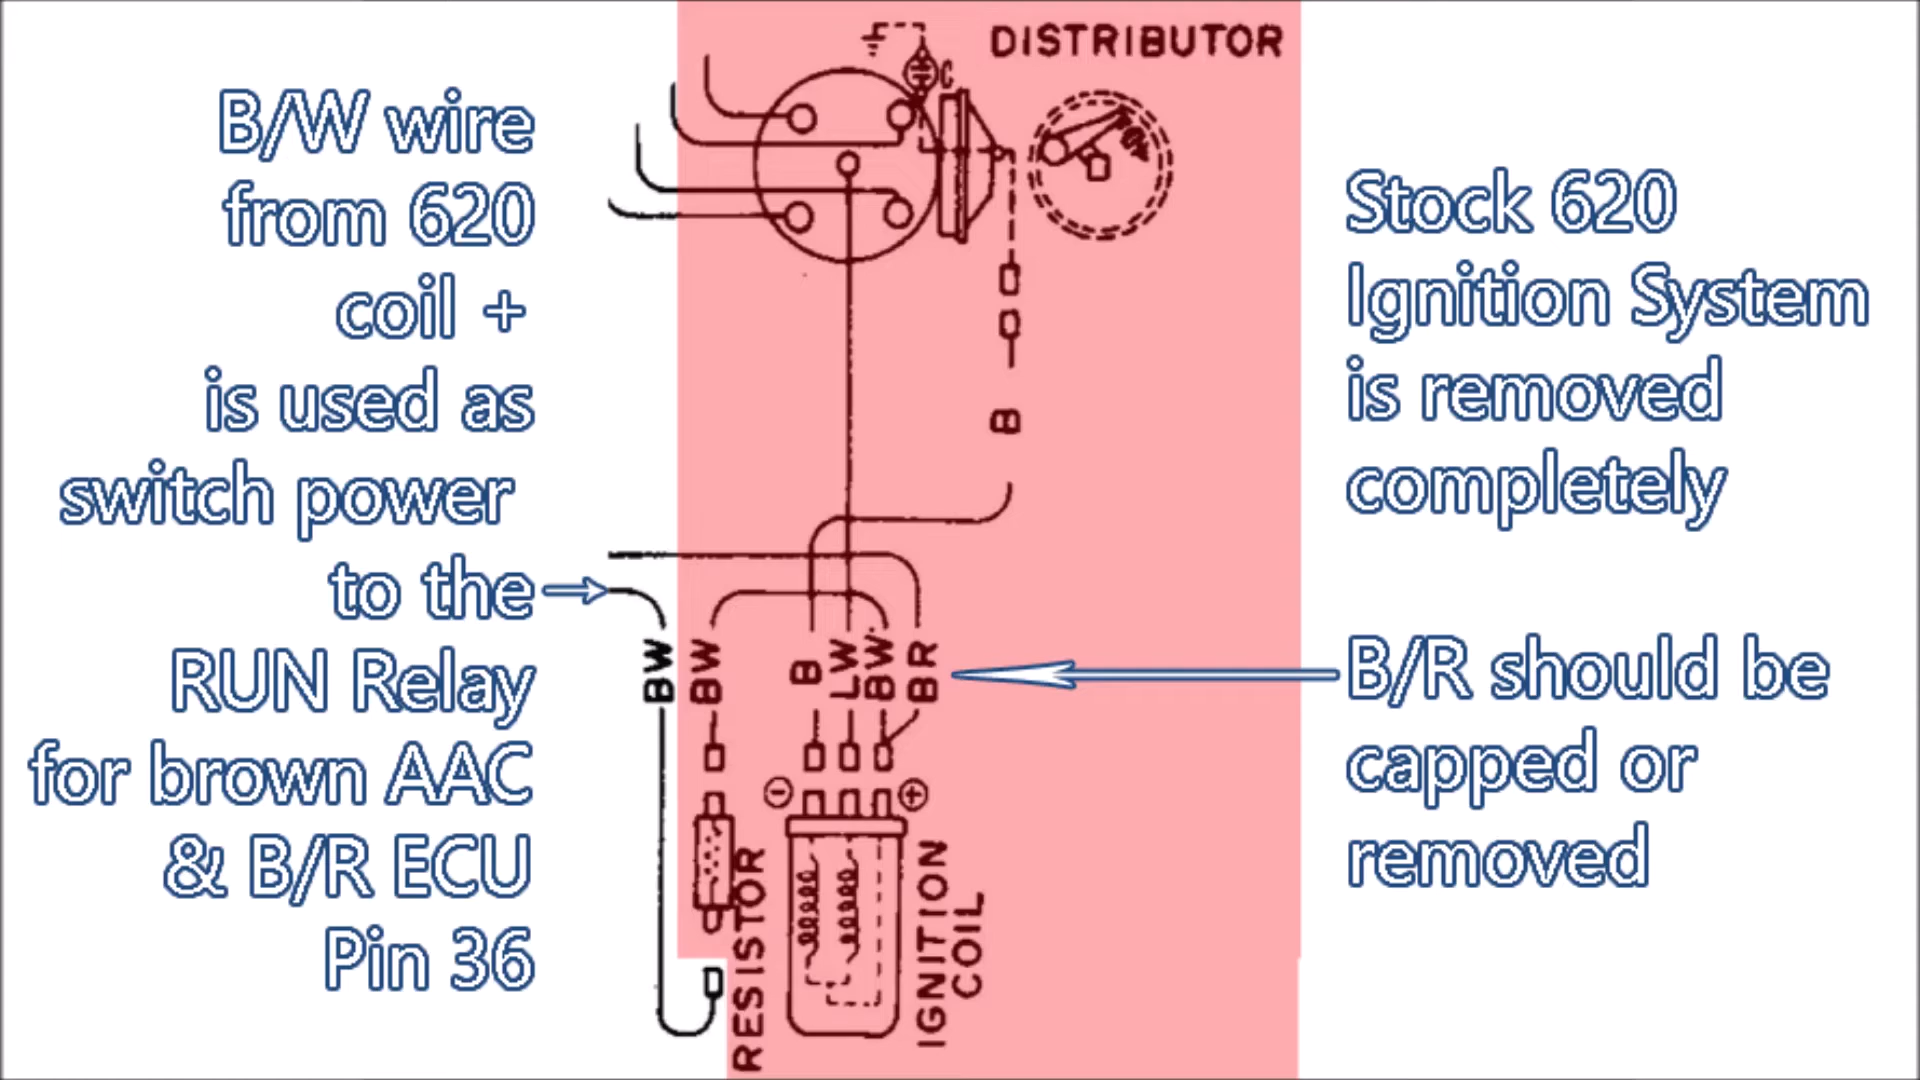 B/W wire
from 620
coil +
is used as
switch power
to the
RUN Relay
for brown AAC
& B/R ECU
Pin 36
DISTRIBUTOR
C
B
BW
BW
B
LW
BW
BR
RESISTOR
IGNITION
COIL
Stock 620
Ignition System
is removed
completely
B/R should be
capped or
removed